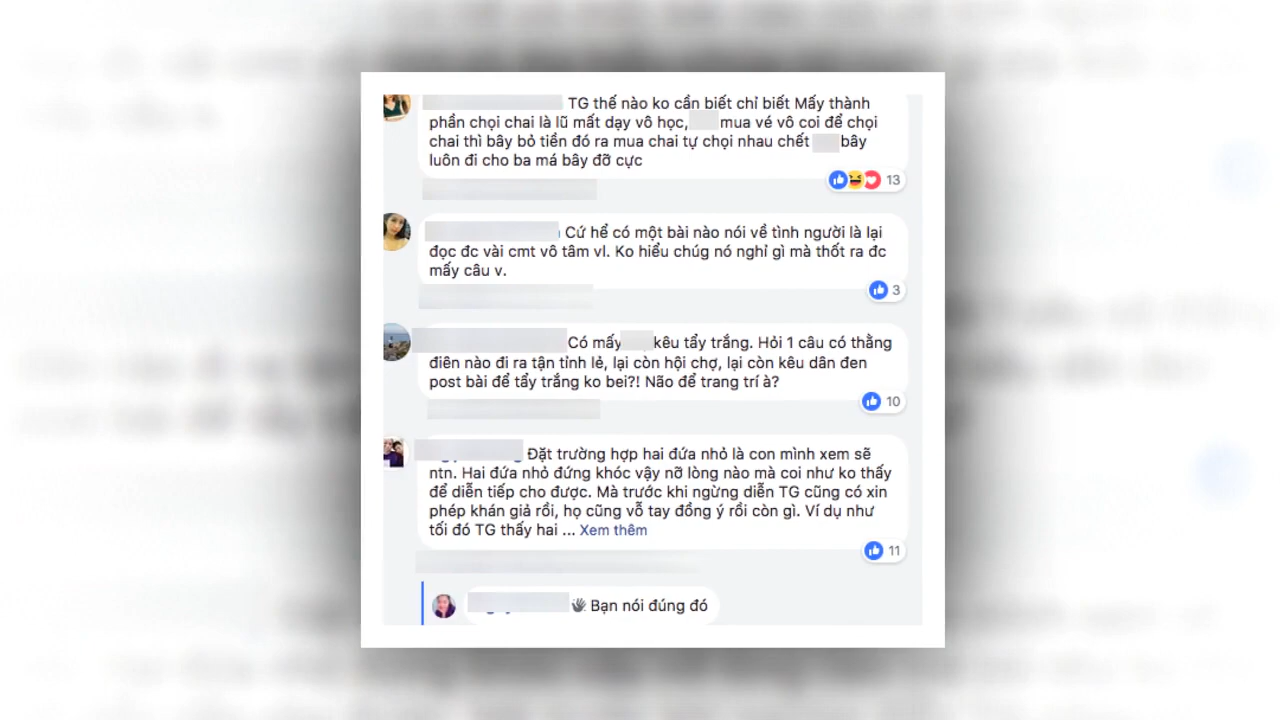 TG thế nào ko cần biết chỉ biết Mấy thành
phần chọi chai là lũ mất dạy vô học, mua vé vô coi để chọi
chai thì bây bỏ tiền đó ra mua chai tự chọi nhau chết bây
luôn đi cho ba má bây đỡ cực
13
Cứ hể có một bài nào nói về tình người là lại
đọc đc vài cmt vô tâm vl. Ko hiểu chúg nó nghỉ gì mà thốt ra đc
mấy câu v.
3
Có mấy kêu tẩy trắng. Hỏi 1 câu có thằng
điên nào đi ra tận tỉnh lẻ, lại còn hội chợ, lại còn kêu dân đen
post bài để tẩy trắng ko bei?! Não để trang trí à?
10
Đặt trường hợp hai đứa nhỏ là con mình xem sẽ
ntn. Hai đứa nhỏ đứng khóc vậy nỡ lòng nào mà coi như ko thấy
để diễn tiếp cho được. Mà trước khi ngừng diễn TG cũng có xin
phép khán giả rồi, họ cũng vỗ tay đồng ý rồi còn gì. Ví dụ như
tối đó TG thấy hai ... Xem thêm
11
Bạn nói đúng đó